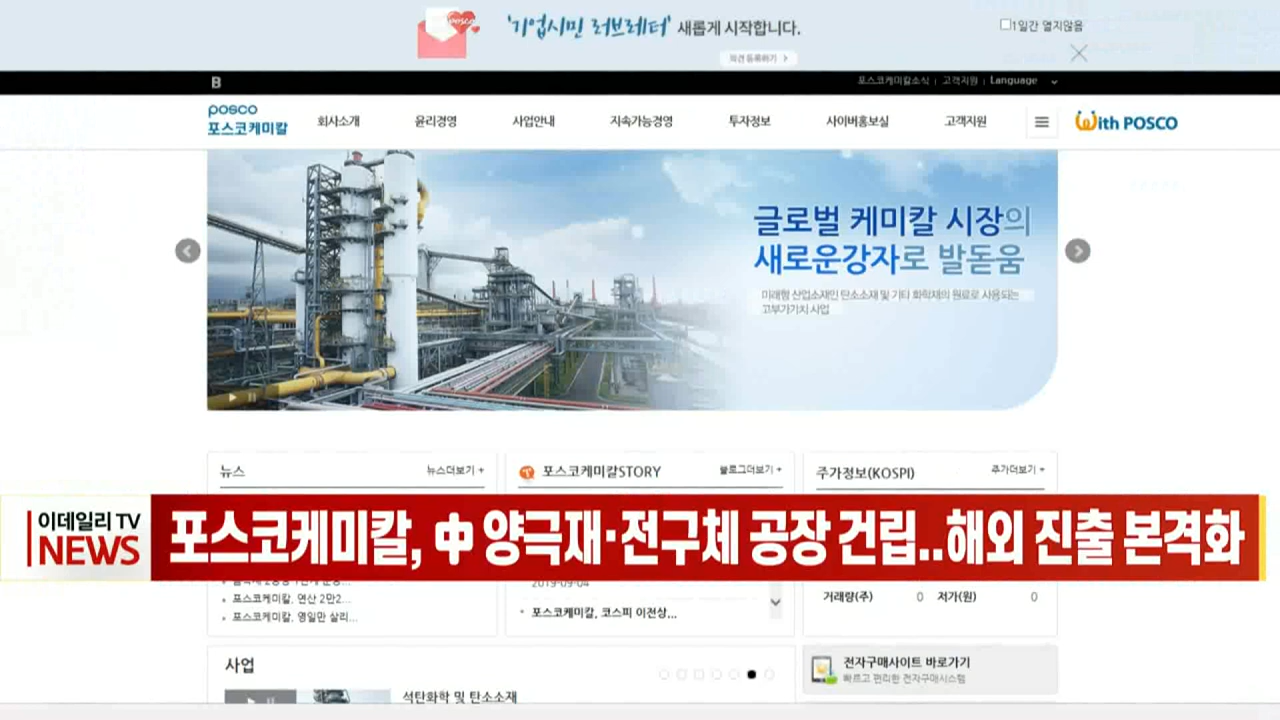 posco
'기업시민 러브레터' 새롭게 시작합니다.
의견 등록하기 >
1일간 열지않음
B
포스코케미칼소식 | 고객지원 | Language
posco
포스코케미칼
회사소개 윤리경영 사업안내 지속가능경영 투자정보 사이버홍보실 고객지원
With POSCO
글로벌 케미칼 시장의
새로운강자로 발돋움
미래형 산업소재인 탄소소재 및 기타 화학재의 원료로 사용되는
고부가가치 사업
뉴스 뉴스더보기 +
포스코케미칼STORY 블로그더보기 +
주가정보(KOSPI) 주가더보기 +
이데일리 TV
NEWS
포스코케미칼, 中 양극재·전구체 공장 건립..해외 진출 본격화
2019-09-04
포스코케미칼, 연산 2만2...
포스코케미칼, 영일만 살리...
포스코케미칼, 코스피 이전상...
거래량(주) 0 저가(원) 0
사업
석탄화학 및 탄소소재
전자구매사이트 바로가기
빠르고 편리한 전자구매시스템